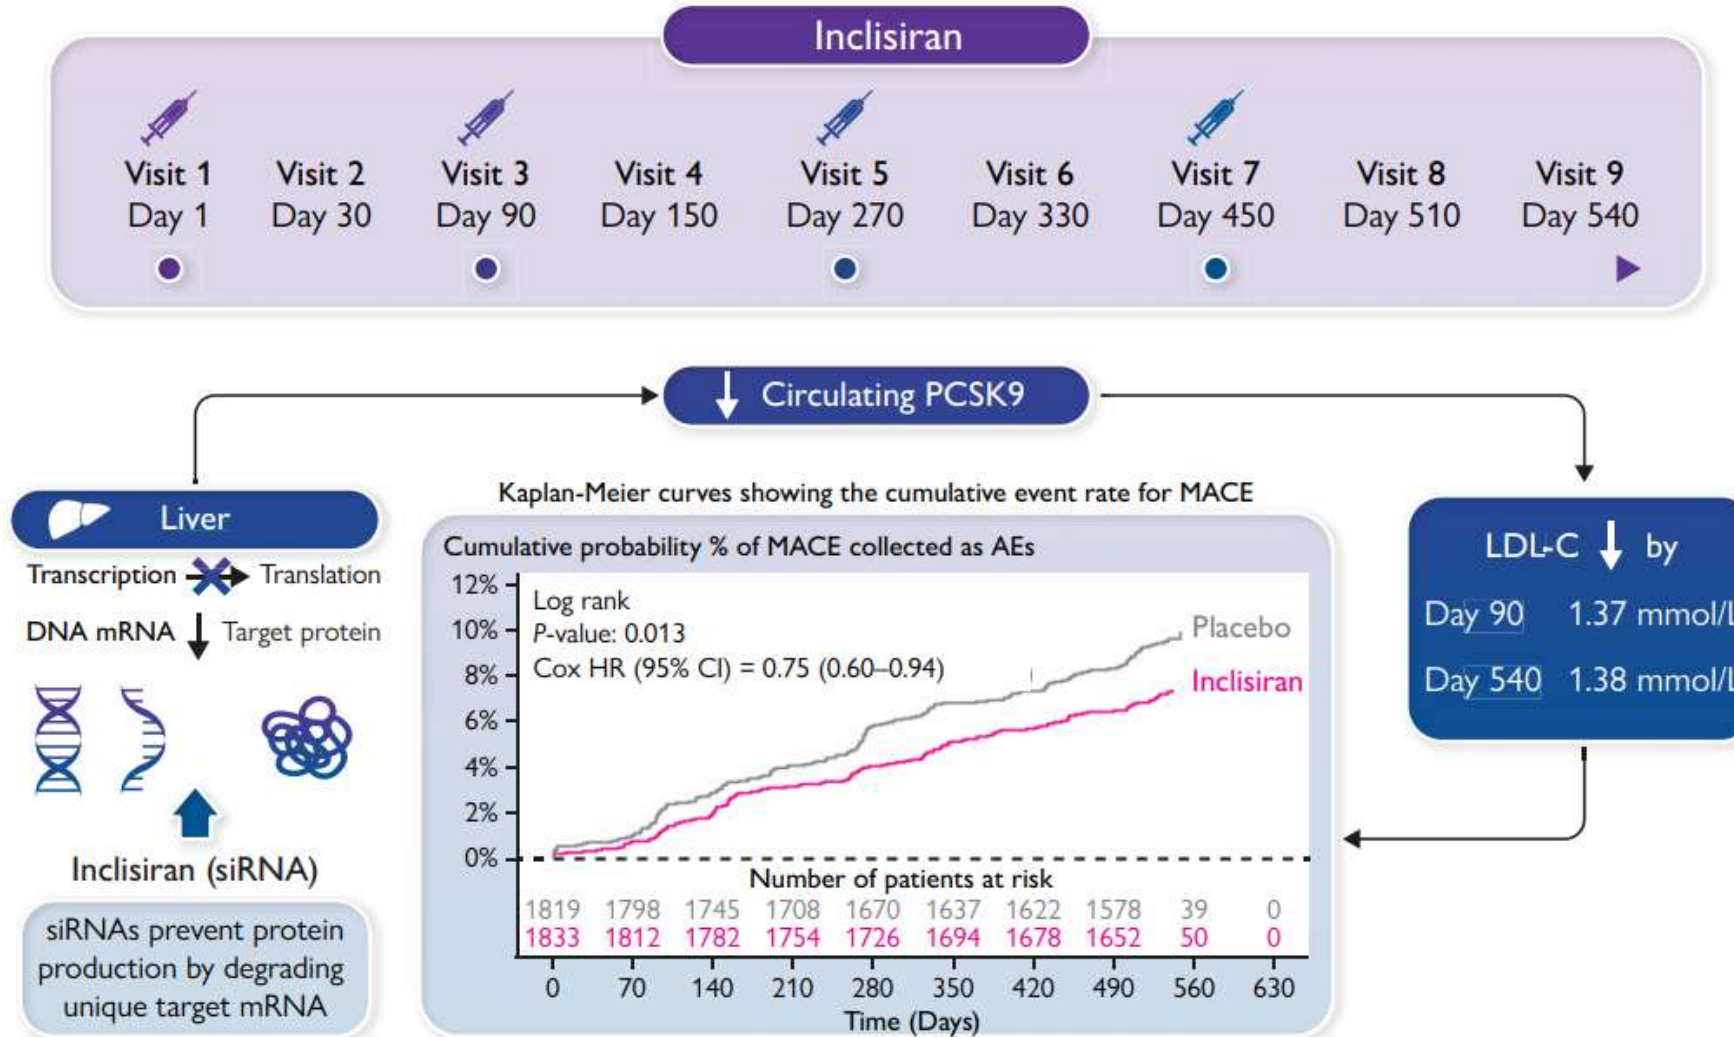 Inclisiran
Visit 1 Visit 2 Visit 3 Visit 4 Visit 5 Visit 6 Visit 7 Visit 8 Visit 9
Day 1 Day 30 Day 90 Day 150 Day 270 Day 330 Day 450 Day 510 Day 540
↓ Circulating PCSK9
Liver
Transcription Translation
DNA mRNA ↓ Target protein
Inclisiran (siRNA)
siRNAs prevent protein
production by degrading
unique target mRNA
Kaplan-Meier curves showing the cumulative event rate for MACE
Cumulative probability % of MACE collected as AEs
12%
10%
8%
6%
4%
2%
0%
Log rank
P-value: 0.013
Cox HR (95% CI) = 0.75 (0.60–0.94)
Placebo
Inclisiran
Number of patients at risk
1819 1798 1745 1708 1670 1637 1622 1578 39 0
1833 1812 1782 1754 1726 1694 1678 1652 50 0
0 70 140 210 280 350 420 490 560 630
Time (Days)
LDL-C ↓ by
Day 90 1.37 mmol/L
Day 540 1.38 mmol/L